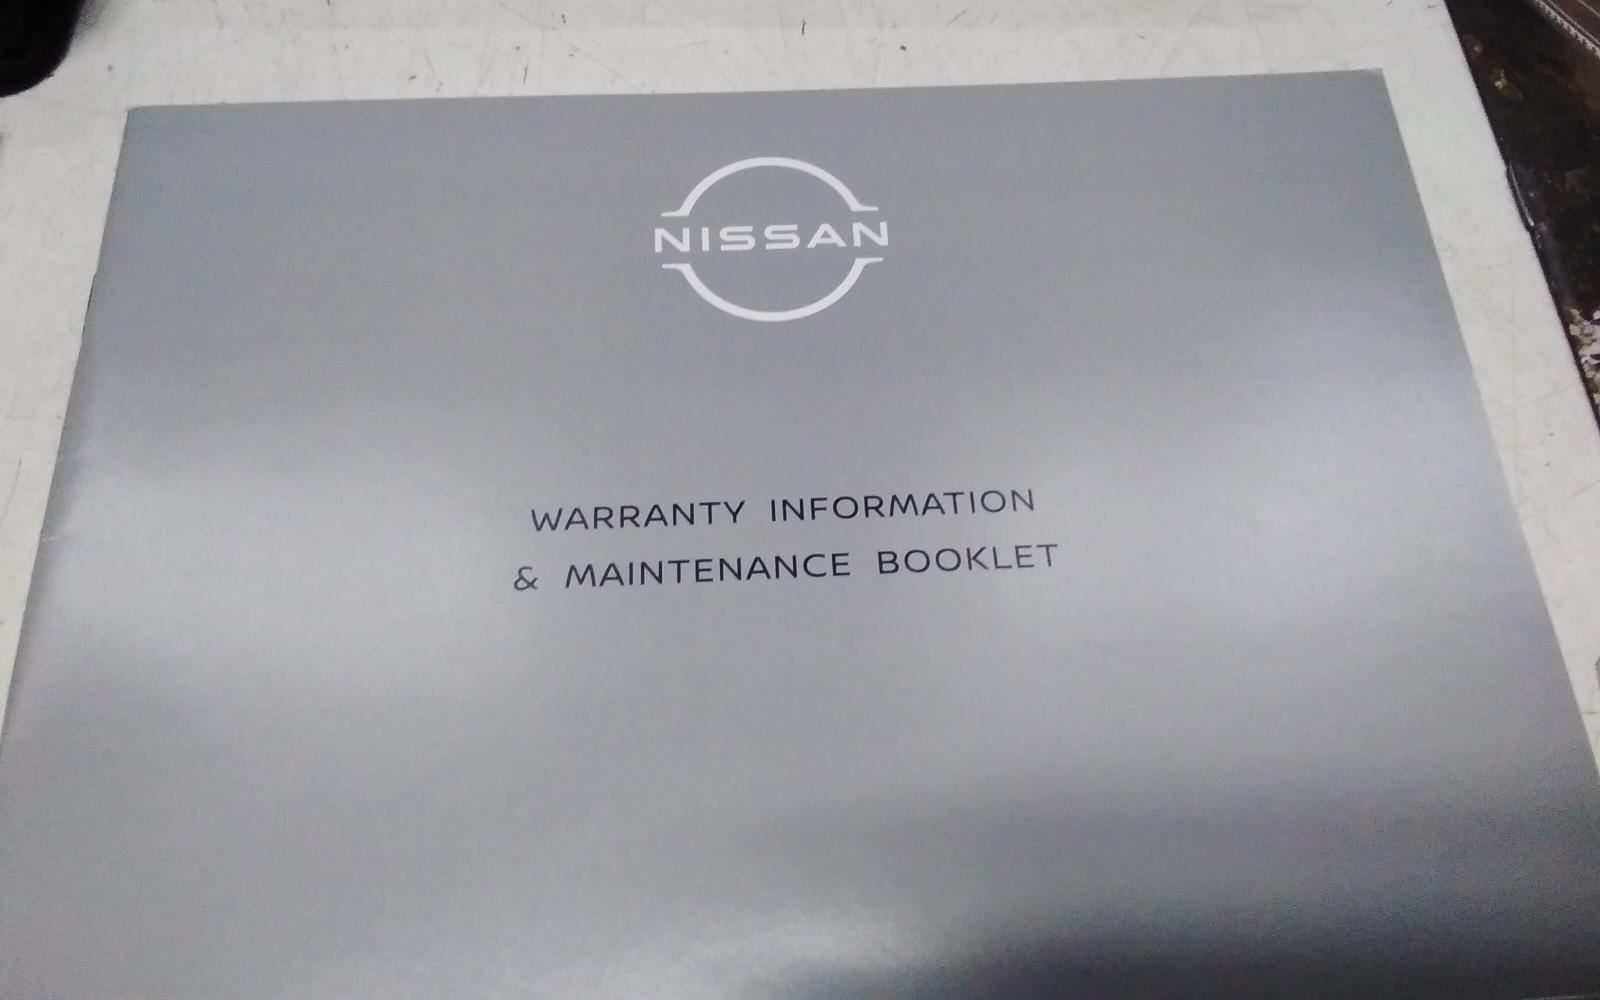 NISSAN
WARRANTY INFORMATION
& MAINTENANCE BOOKLET